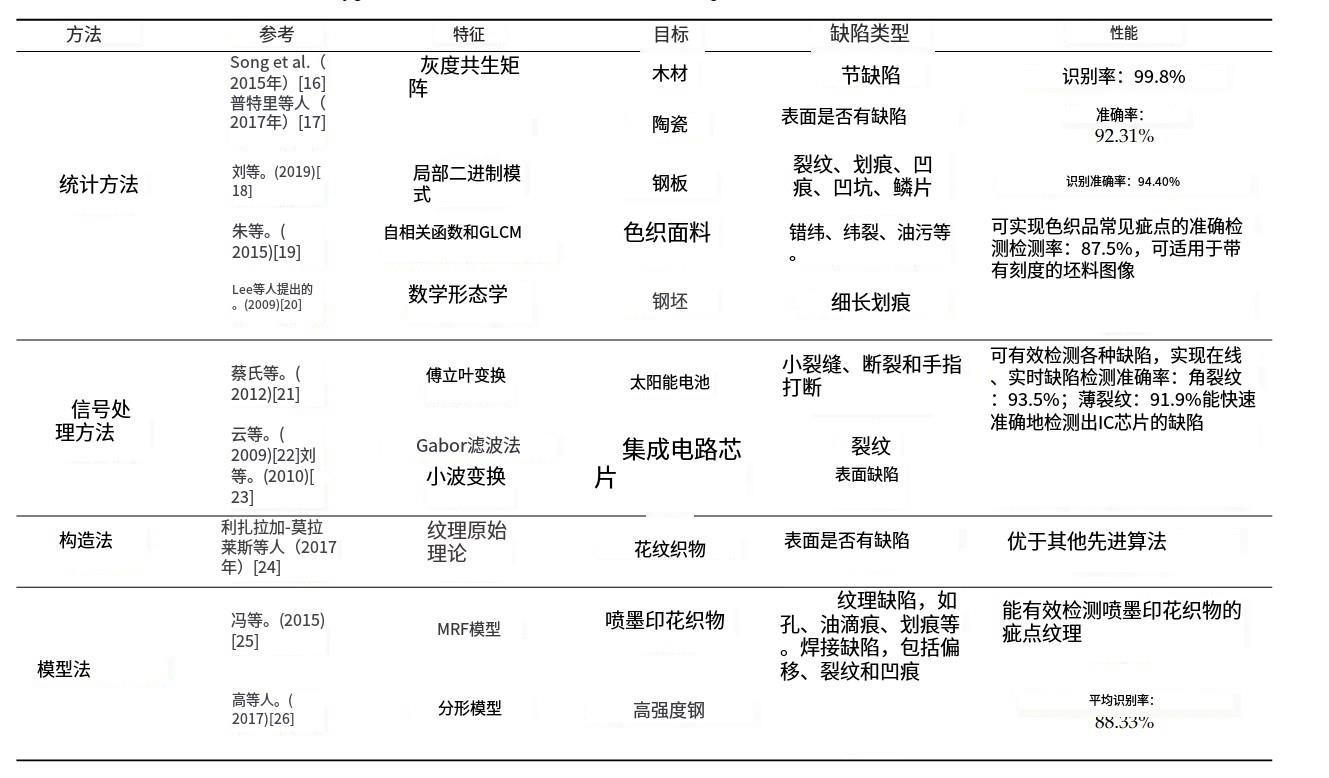 方法 参考 特征 目标 缺陷类型 性能
统计方法
Song et al.（
2015年）[16]
灰度共生矩
阵
木材
节缺陷
识别率：99.8%
普特里等人（
2017年）[17]
陶瓷
表面是否有缺陷
准确率：
92.31%
刘等。(2019)[
18]
局部二进制模
式
钢板
裂纹、划痕、凹
痕、凹坑、鳞片
识别准确率：94.40%
朱等。(
2015)[19]
自相关函数和GLCM
色织面料
错纬、纬裂、油污等
。
可实现色织品常见疵点的准确检
测检测率：87.5%，可适用于带
有刻度的坯料图像
Lee等人提出的
。(2009)[20]
数学形态学
钢坯
细长划痕
信号处
理方法
蔡氏等。(
2012)[21]
傅立叶变换
太阳能电池
小裂缝、断裂和手指
打断
可有效检测各种缺陷，实现在线
、实时缺陷检测准确率：角裂纹
：93.5%；薄裂纹：91.9%能快速
准确地检测出IC芯片的缺陷
云等。(
2009)[22]刘
等。(2010)[
23]
Gabor滤波法
小波变换
集成电路芯
片
裂纹
表面缺陷
构造法
利扎拉加-莫拉
莱斯等人（2017
年）[24]
纹理原始
理论
花纹织物
表面是否有缺陷
优于其他先进算法
模型法
冯等。(2015)
[25]
MRF模型
喷墨印花织物
纹理缺陷，如
孔、油滴痕、划痕等
。焊接缺陷，包括偏
移、裂纹和凹痕
能有效检测喷墨印花织物的
疵点纹理
高等人。(
2017)[26]
分形模型
高强度钢
平均识别率：
88.33%